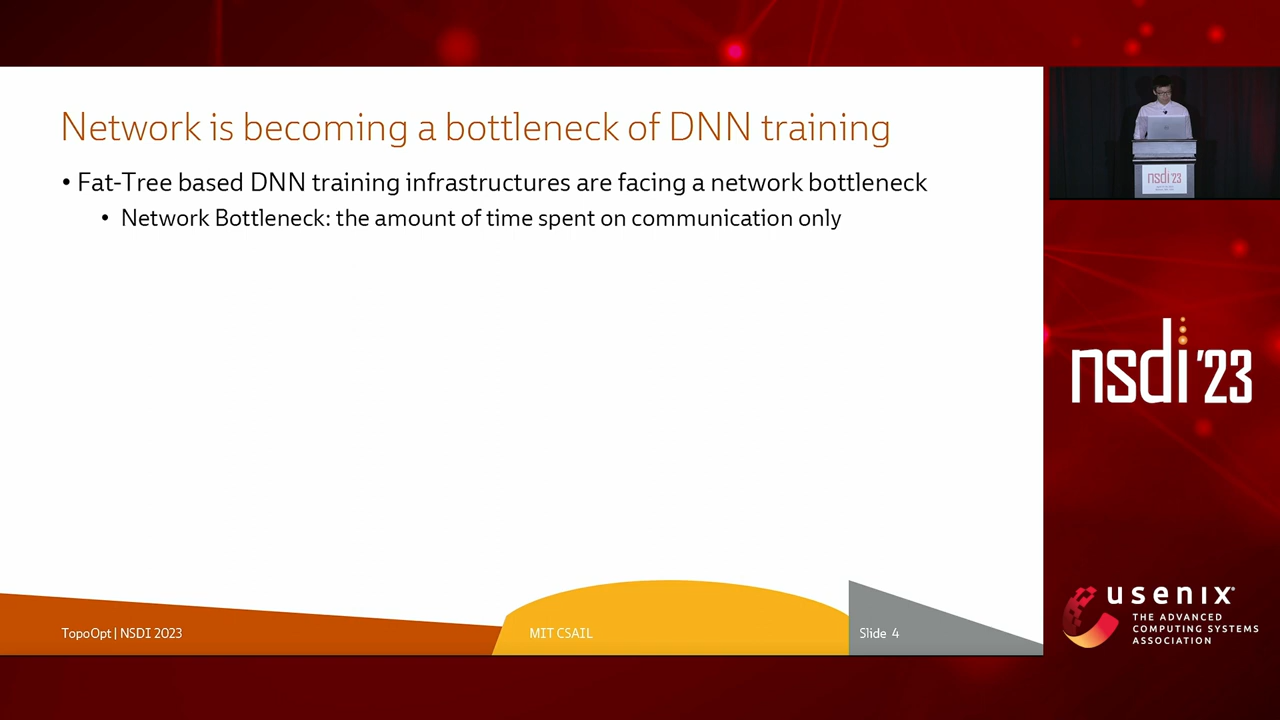 Network is becoming a bottleneck of DNN training
• Fat-Tree based DNN training infrastructures are facing a network bottleneck
• Network Bottleneck: the amount of time spent on communication only
TopoOpt | NSDI 2023
MIT CSAIL
Slide 4
nsdi '23
nsdi '23
usenix
THE ADVANCED
COMPUTING SYSTEMS
ASSOCIATION